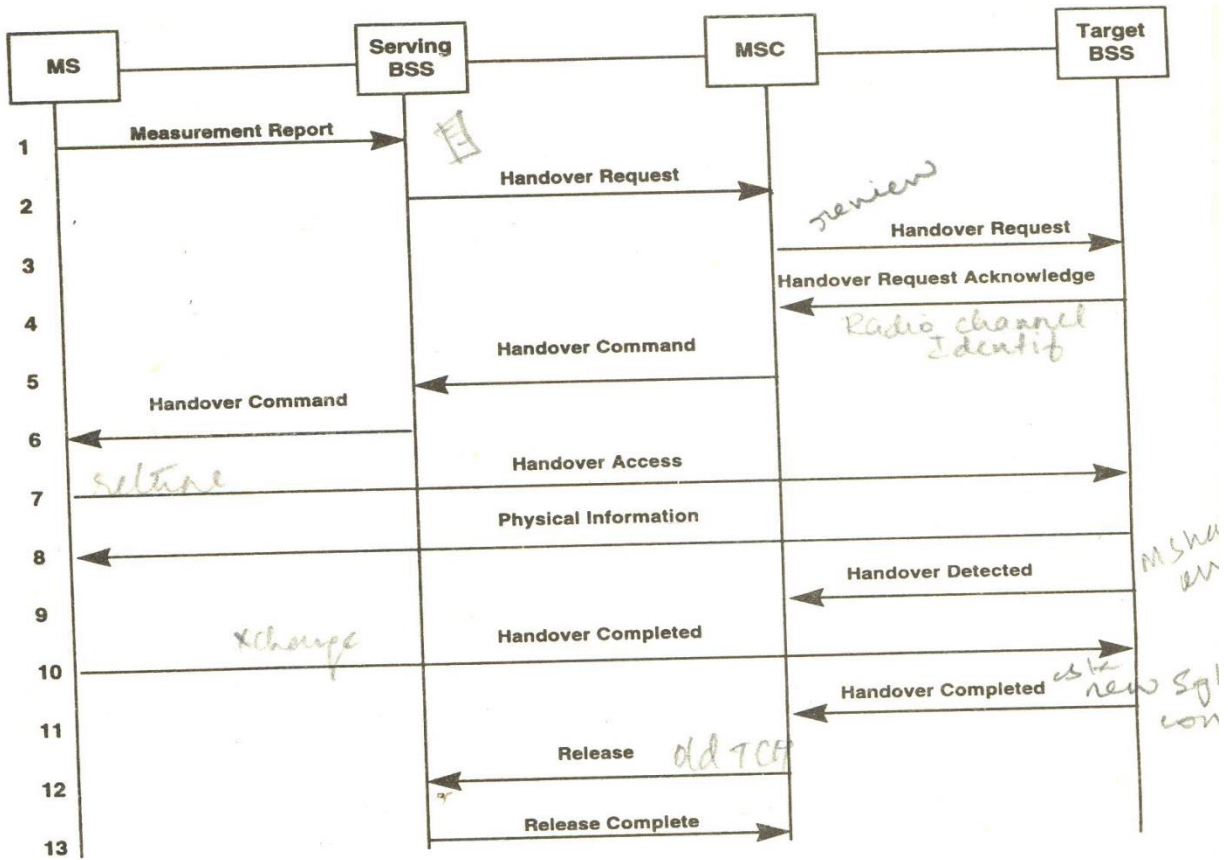 MS
Serving
BSS
MSC
Target
BSS
1
Measurement Report
2
Handover Request
review
3
Handover Request
4
Handover Request Acknowledge
Radio channel
Identif
5
Handover Command
6
Handover Command
7
Handover Access
8
Physical Information
9
Handover Detected
10
xchange
Handover Completed
11
Handover Completed
new
12
Release
old TCH
13
Release Complete